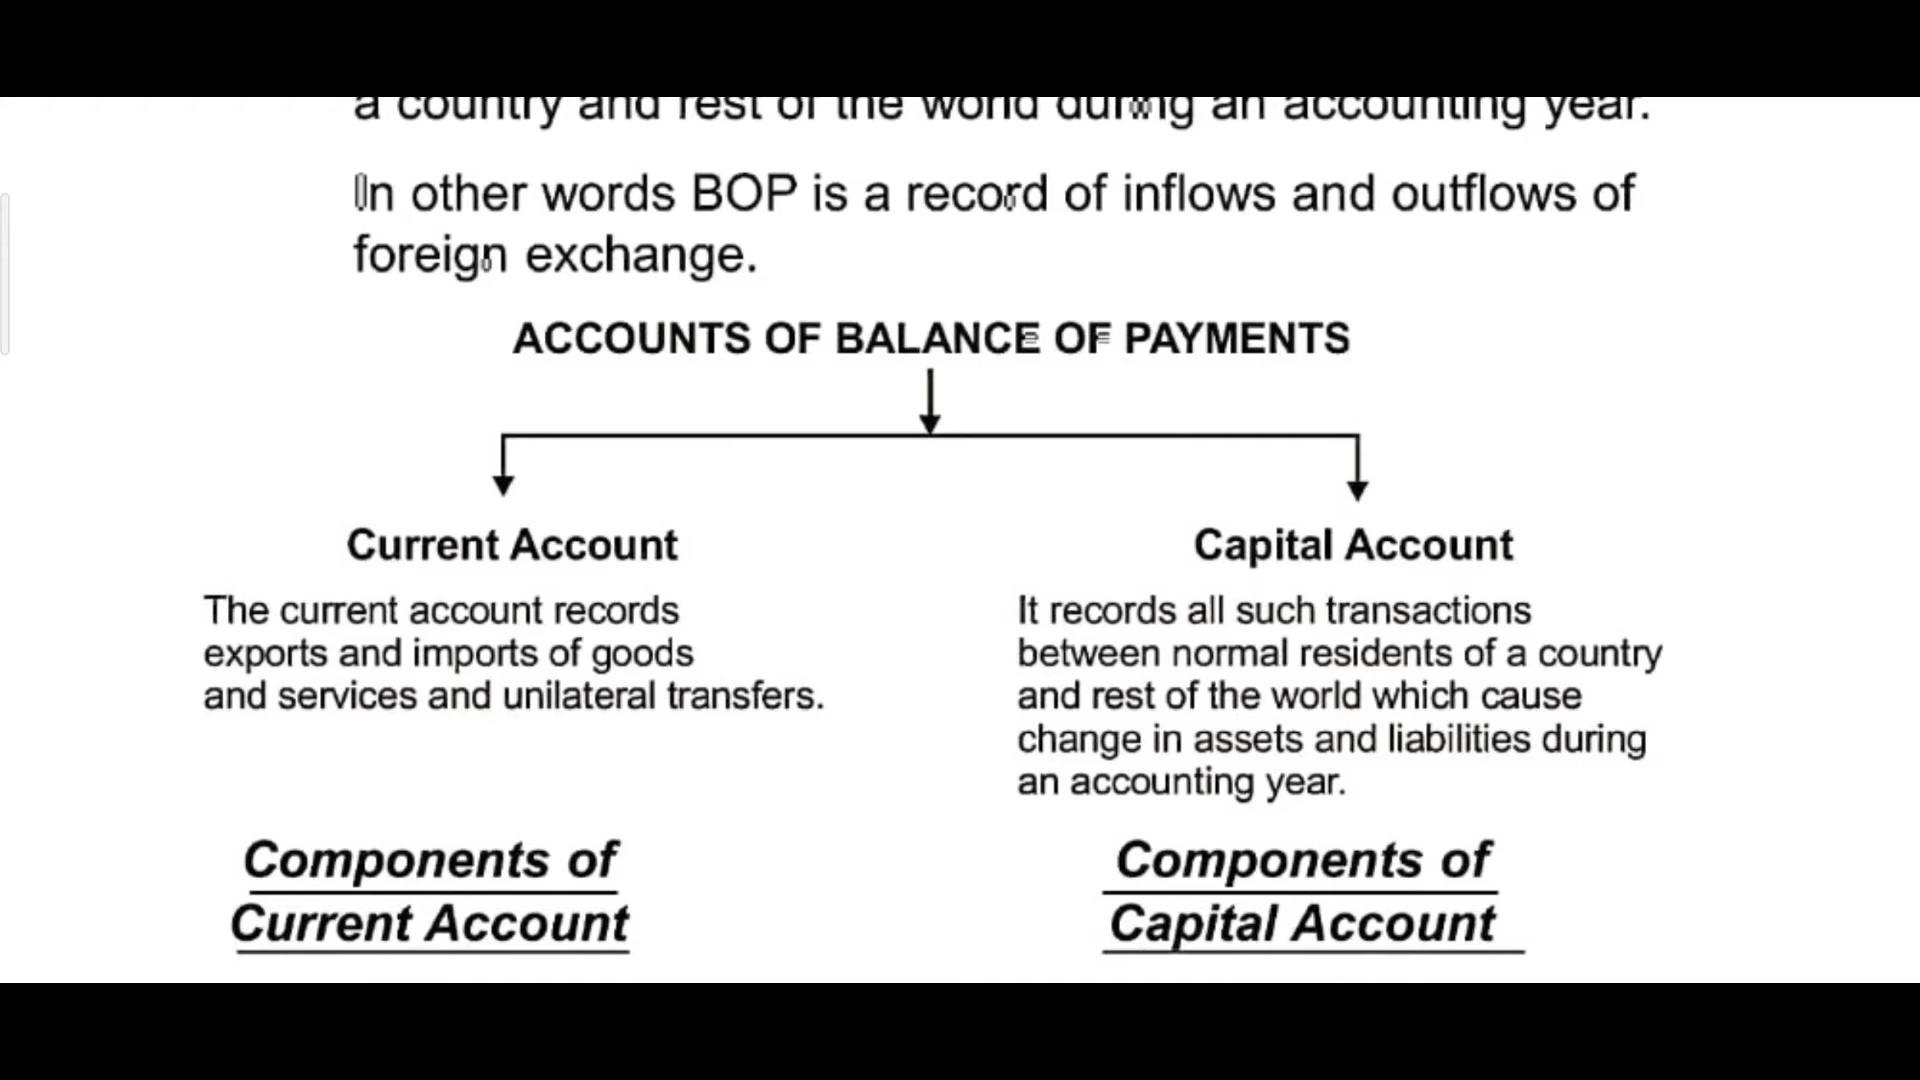 a country and rest of the world during an accounting year.
In other words BOP is a record of inflows and outflows of
foreign exchange.
ACCOUNTS OF BALANCE OF PAYMENTS
Current Account
The current account records
exports and imports of goods
and services and unilateral transfers.
Capital Account
It records all such transactions
between normal residents of a country
and rest of the world which cause
change in assets and liabilities during
an accounting year.
Components of
Current Account
Components of
Capital Account